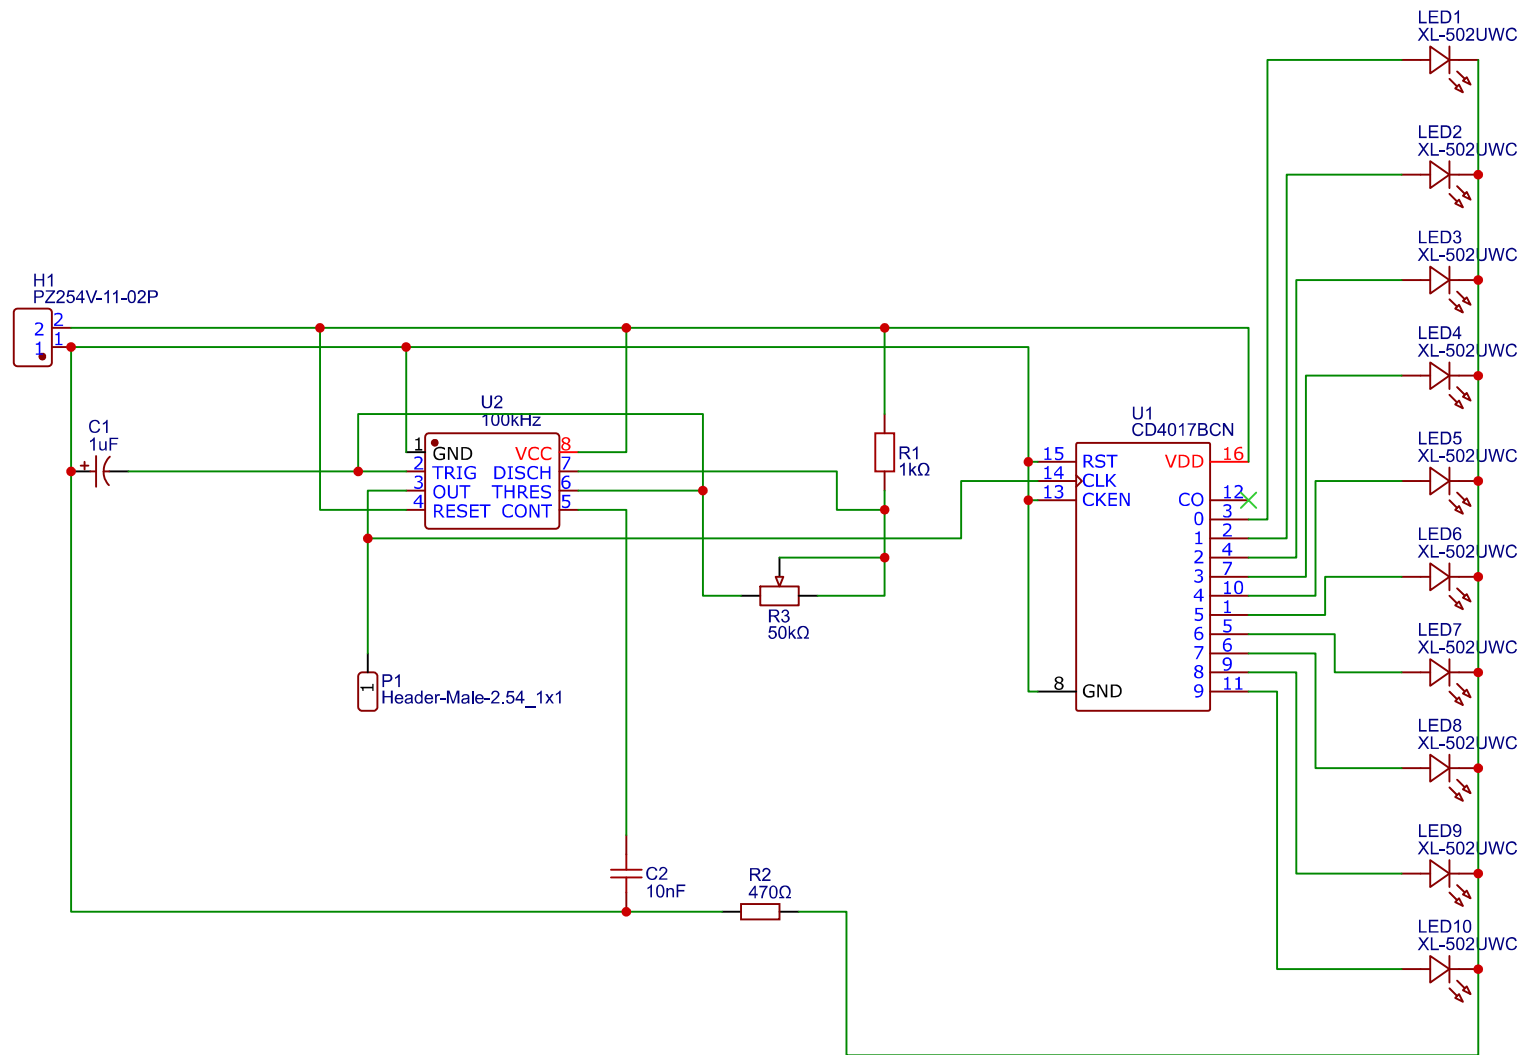 LED1
XL-502UWC
LED2
XL-502UWC
LED3
XL-502UWC
H1
PZ254V-11-02P
2 2
1 1
LED4
XL-502UWC
U2
100kHz
C1
1uF
+
1 GND VCC 8
2 TRIG DISCH 7
3 OUT THRES 6
4 RESET CONT 5
R1
1kΩ
U1
CD4017BCN
15 RST VDD 16
14 CLK
13 CKEN CO 12
0 3
1 2
2 4
3 7
4 10
5 1
6 5
7 6
8 9
8 GND 9 11
LED5
XL-502UWC
LED6
XL-502UWC
R3
50kΩ
LED7
XL-502UWC
1
P1
Header-Male-2.54_1x1
LED8
XL-502UWC
LED9
XL-502UWC
C2
10nF
R2
470Ω
LED10
XL-502UWC